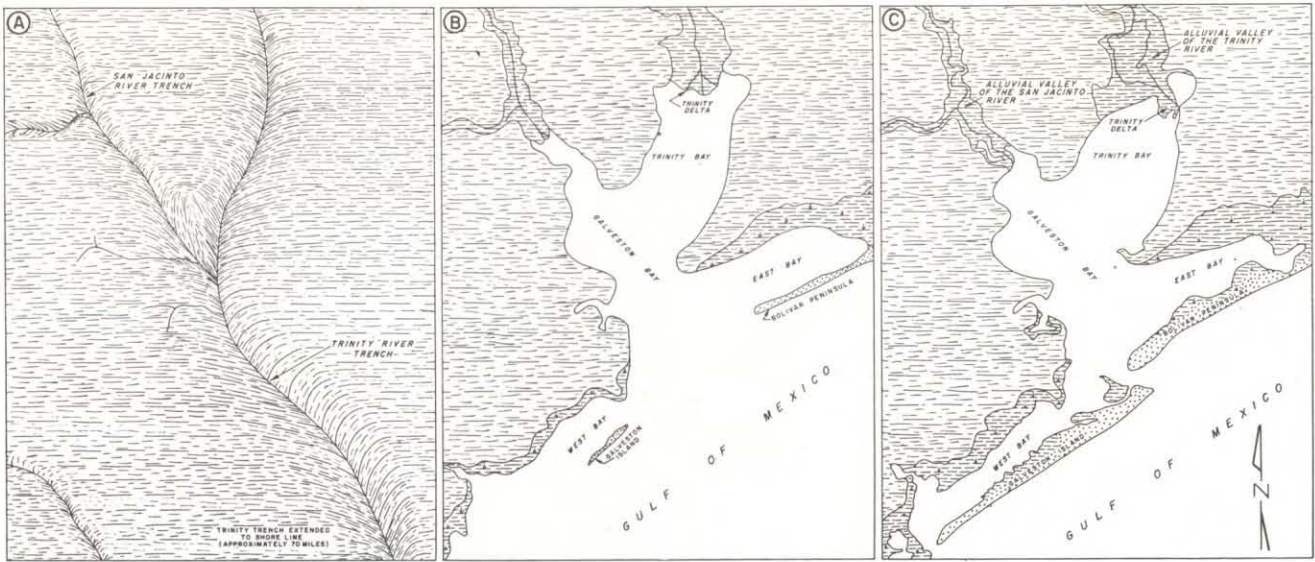 A
SAN JACINTO
RIVER TRENCH
TRINITY RIVER
TRENCH
TRINITY TRENCH EXTENDED
TO SHORE LINE
(APPROXIMATELY 70 MILES)
B
TRINITY
DELTA
TRINITY BAY
GALVESTON BAY
EAST BAY
BOLIVAR PENINSULA
WEST BAY
GALVESTON
ISLAND
GULF OF MEXICO
C
ALLUVIAL VALLEY
OF THE TRINITY
RIVER
ALLUVIAL VALLEY
OF THE SAN JACINTO
RIVER
TRINITY
DELTA
TRINITY BAY
GALVESTON BAY
EAST BAY
BOLIVAR PENINSULA
WEST BAY
GALVESTON ISLAND
GULF OF MEXICO
N